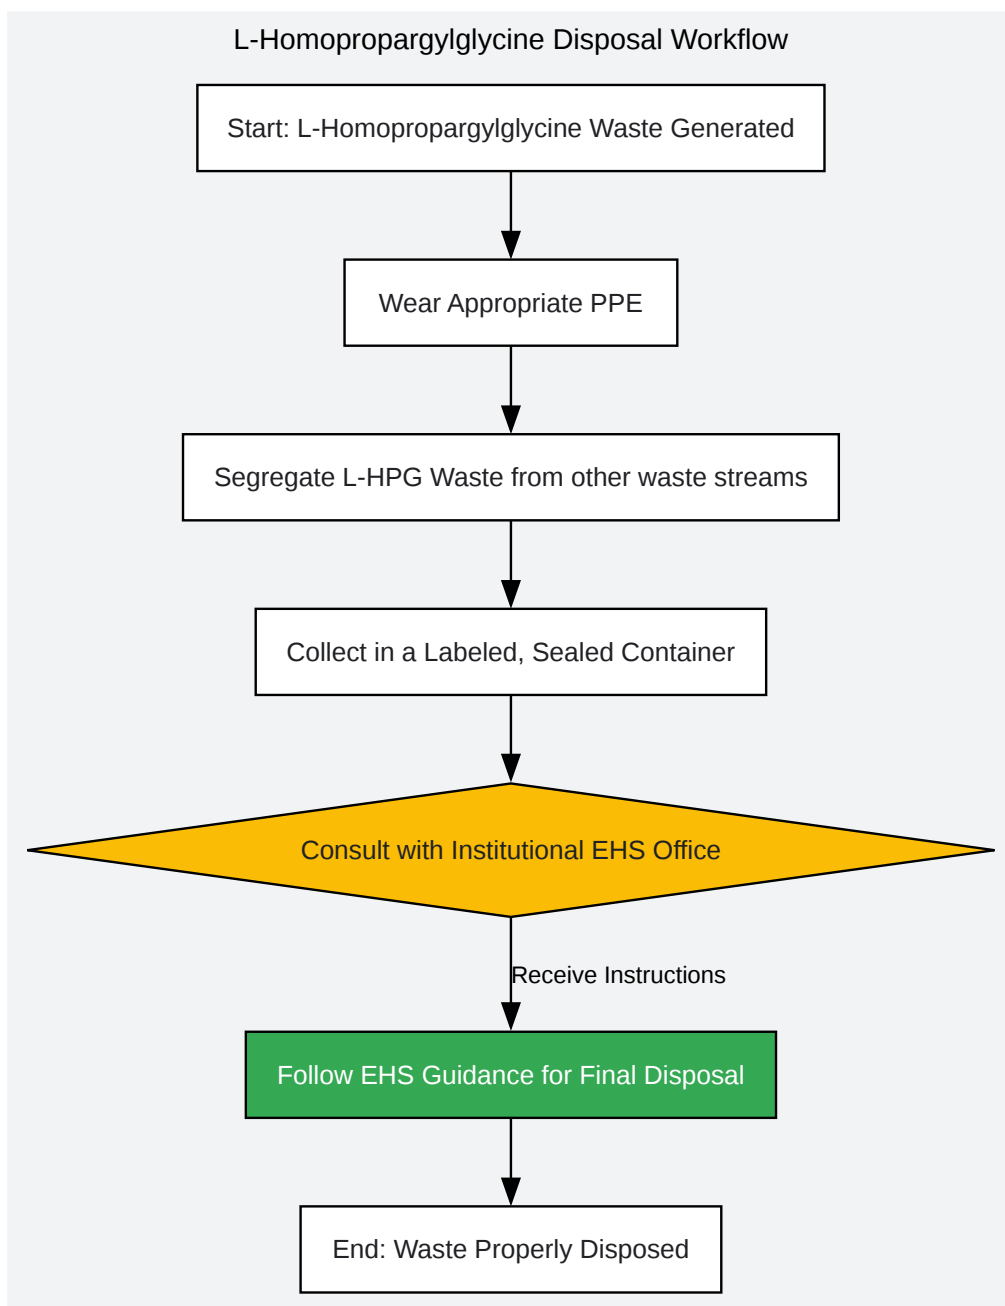 L-Homopropargylglycine Disposal Workflow
Start: L-Homopropargylglycine Waste Generated
Wear Appropriate PPE
Segregate L-HPG Waste from other waste streams
Collect in a Labeled, Sealed Container
Consult with Institutional EHS Office
Receive Instructions
Follow EHS Guidance for Final Disposal
End: Waste Properly Disposed